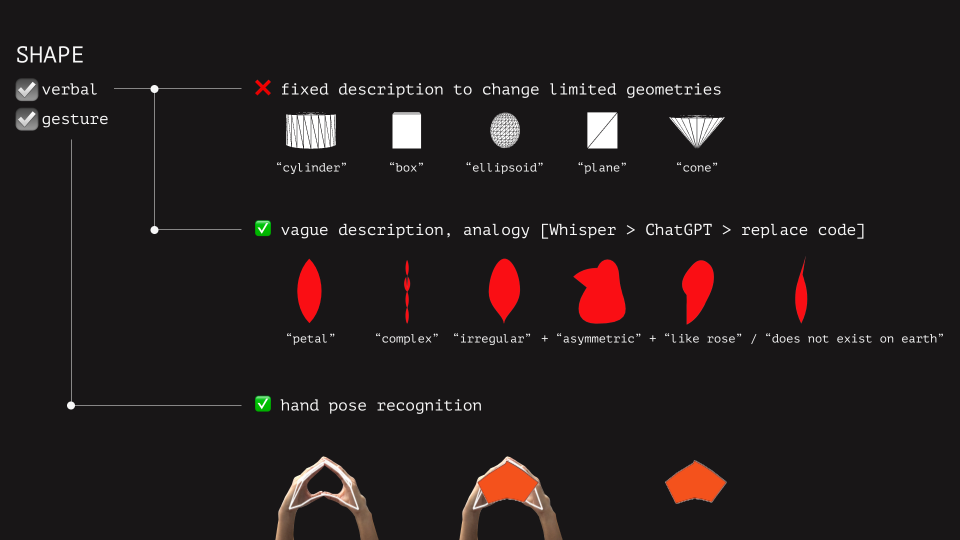 SHAPE
verbal
gesture
fixed description to change limited geometries
“cylinder” “box” “ellipsoid” “plane” “cone”
vague description, analogy [Whisper > ChatGPT > replace code]
“petal” “complex” “irregular” + “asymmetric” + “like rose” / “does not exist on earth”
hand pose recognition